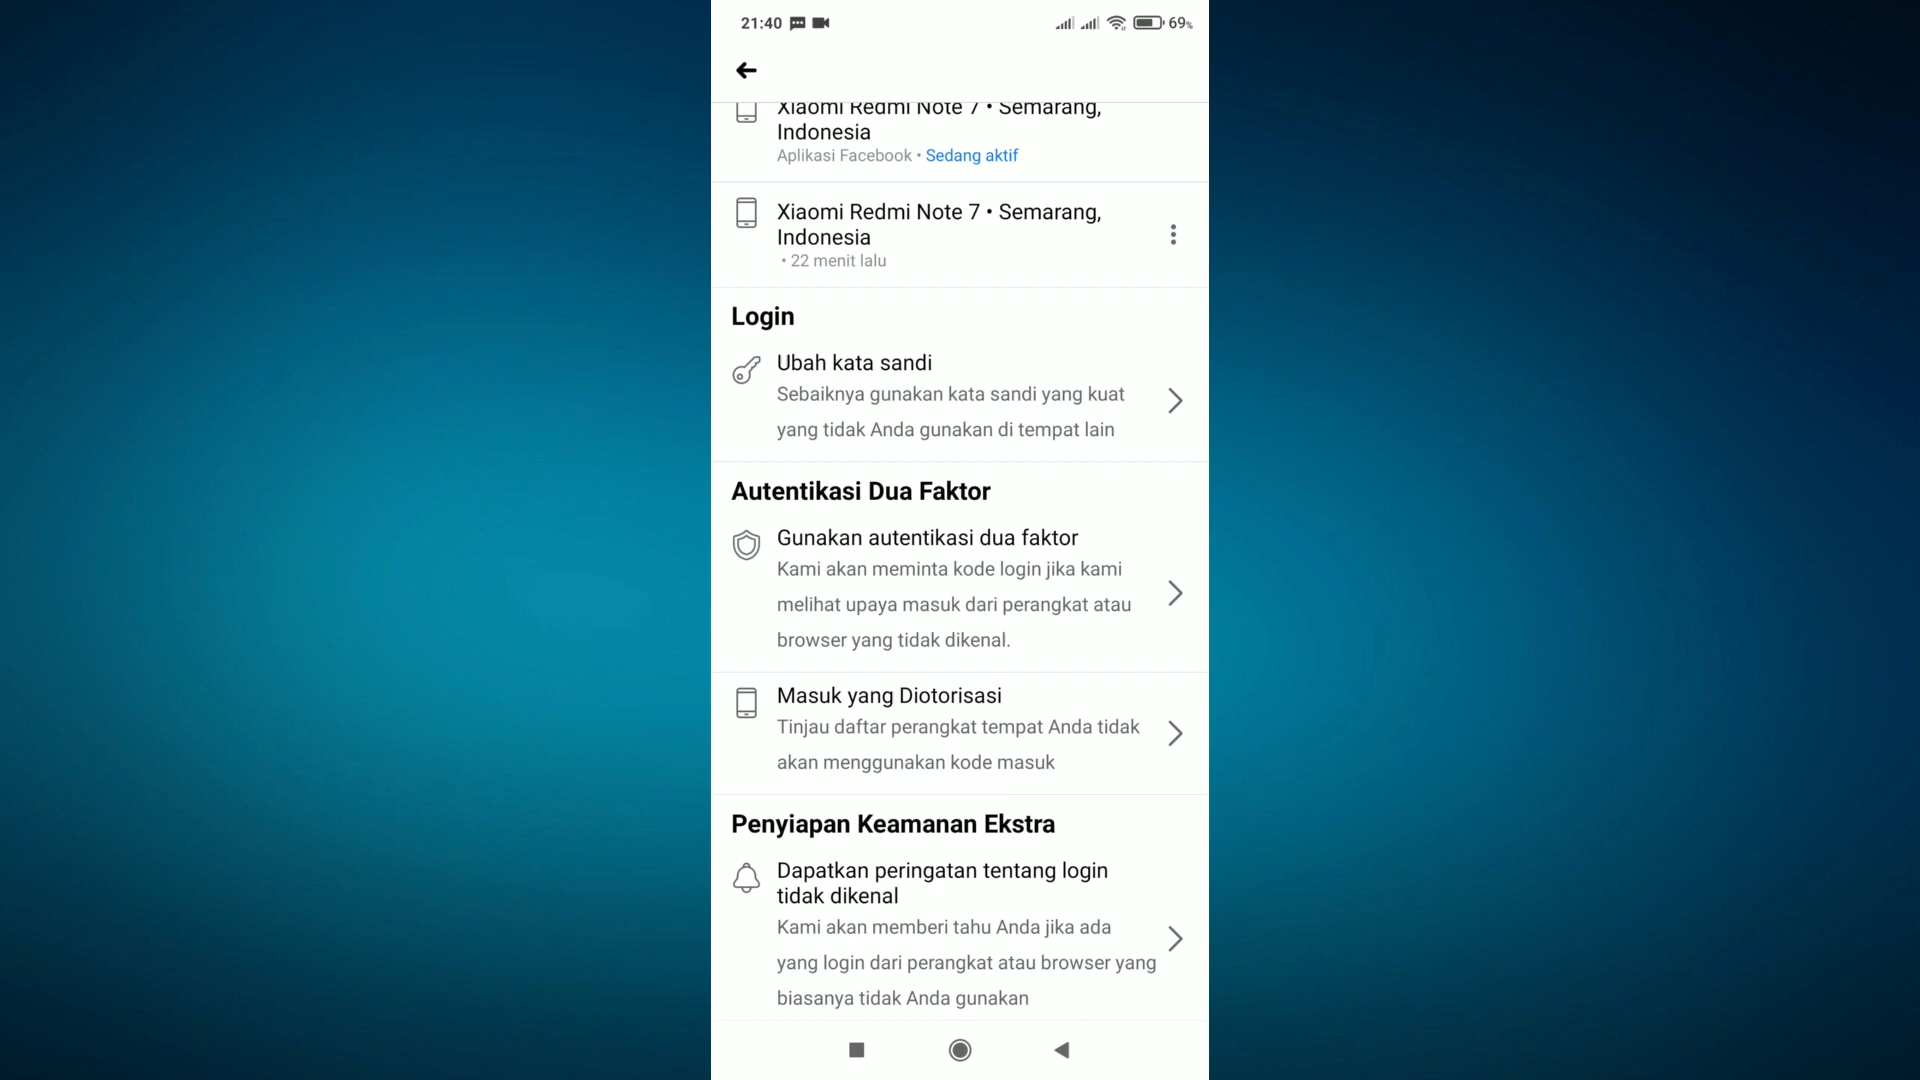 21:40
69%
Xiaomi Redmi Note 7 • Semarang,
Indonesia
Aplikasi Facebook • Sedang aktif
Xiaomi Redmi Note 7 • Semarang,
Indonesia
• 22 menit lalu
Login
Ubah kata sandi
Sebaiknya gunakan kata sandi yang kuat
yang tidak Anda gunakan di tempat lain
Autentikasi Dua Faktor
Gunakan autentikasi dua faktor
Kami akan meminta kode login jika kami
melihat upaya masuk dari perangkat atau
browser yang tidak dikenal.
Masuk yang Diotorisasi
Tinjau daftar perangkat tempat Anda tidak
akan menggunakan kode masuk
Penyiapan Keamanan Ekstra
Dapatkan peringatan tentang login
tidak dikenal
Kami akan memberi tahu Anda jika ada
yang login dari perangkat atau browser yang
biasanya tidak Anda gunakan